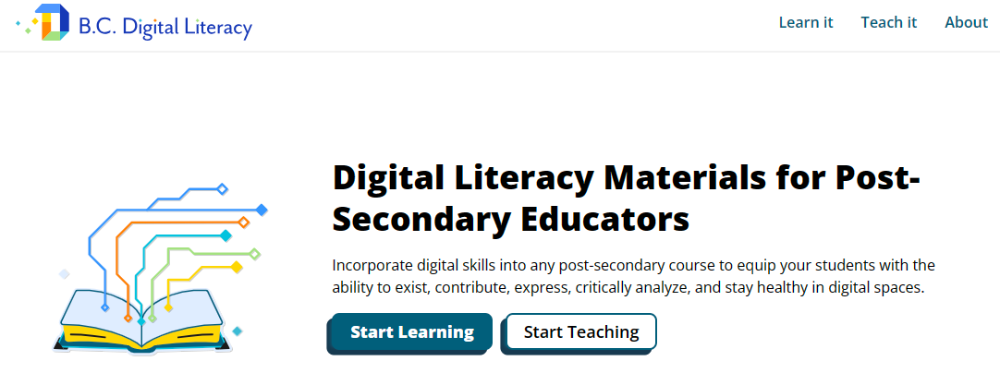 B.C. Digital Literacy
Learn it
Teach it
About
Digital Literacy Materials for Post-
Secondary Educators
Incorporate digital skills into any post-secondary course to equip your students with the
ability to exist, contribute, express, critically analyze, and stay healthy in digital spaces.
Start Learning
Start Teaching